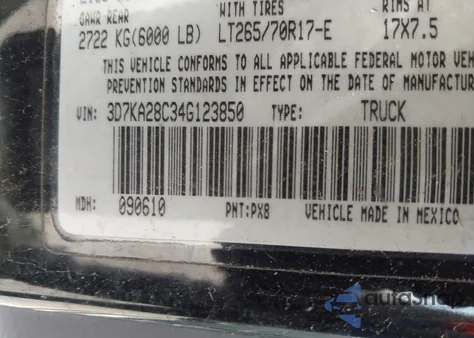 GAWR REAR WITH TIRES RIMS AT
2722 KG(6000 LB) LT265/70R17-E 17X7.5
THIS VEHICLE CONFORMS TO ALL APPLICABLE FEDERAL MOTOR VEH
PREVENTION STANDARDS IN EFFECT ON THE DATE OF MANUFACTUR
VIN: 3D7KA28C34G123850 TYPE: TRUCK
MDH: 090610 PNT:PX8 VEHICLE MADE IN MEXICO
autosnap